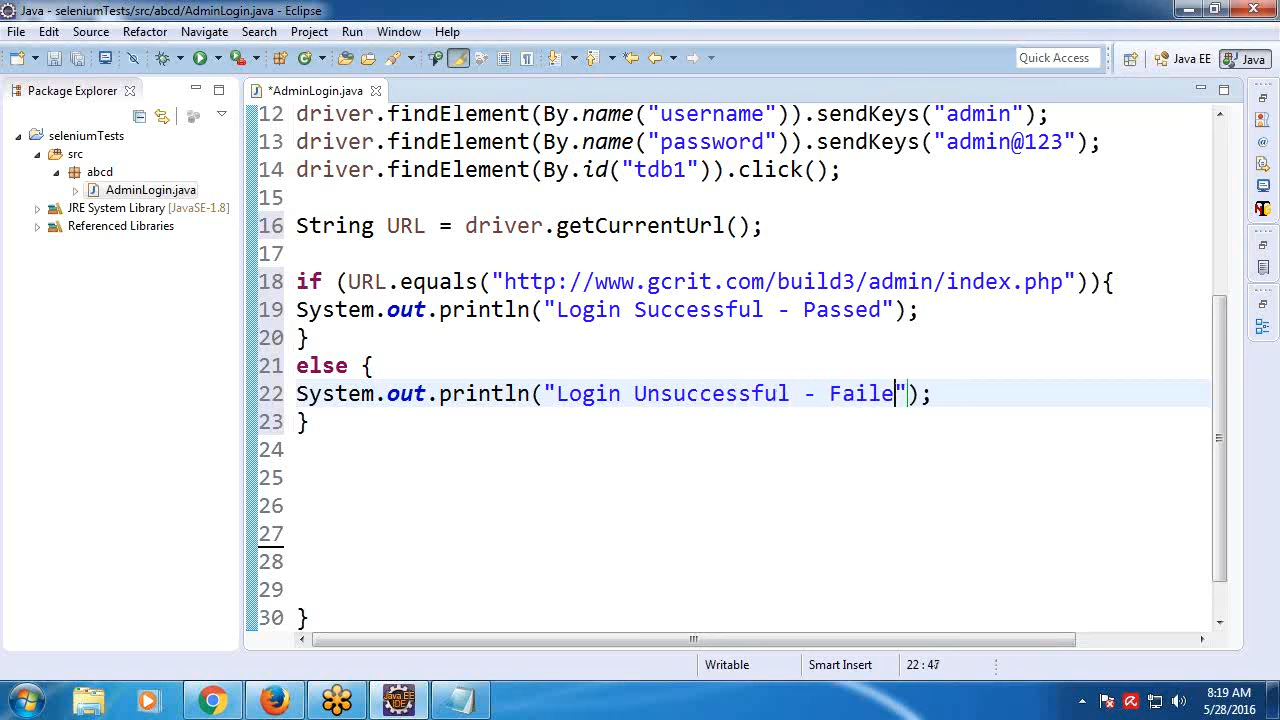 Java - seleniumTests/src/abcd/AdminLogin.java - Eclipse
File Edit Source Refactor Navigate Search Project Run Window Help
Quick Access Java EE Java
Package Explorer
seleniumTests
src
abcd
AdminLogin.java
JRE System Library [JavaSE-1.8]
Referenced Libraries
*AdminLogin.java
12 driver.findElement(By.name("username")).sendKeys("admin");
13 driver.findElement(By.name("password")).sendKeys("admin@123");
14 driver.findElement(By.id("tdb1")).click();
15
16 String URL = driver.getCurrentUrl();
17
18 if (URL.equals("http://www.gcrit.com/build3/admin/index.php")){
19 System.out.println("Login Successful - Passed");
20 }
21 else {
22 System.out.println("Login Unsuccessful - Faile");
23 }
24
25
26
27
28
29
30 }
Writable Smart Insert 22 : 47
Java EE
IDE
8:19 AM
5/28/2016